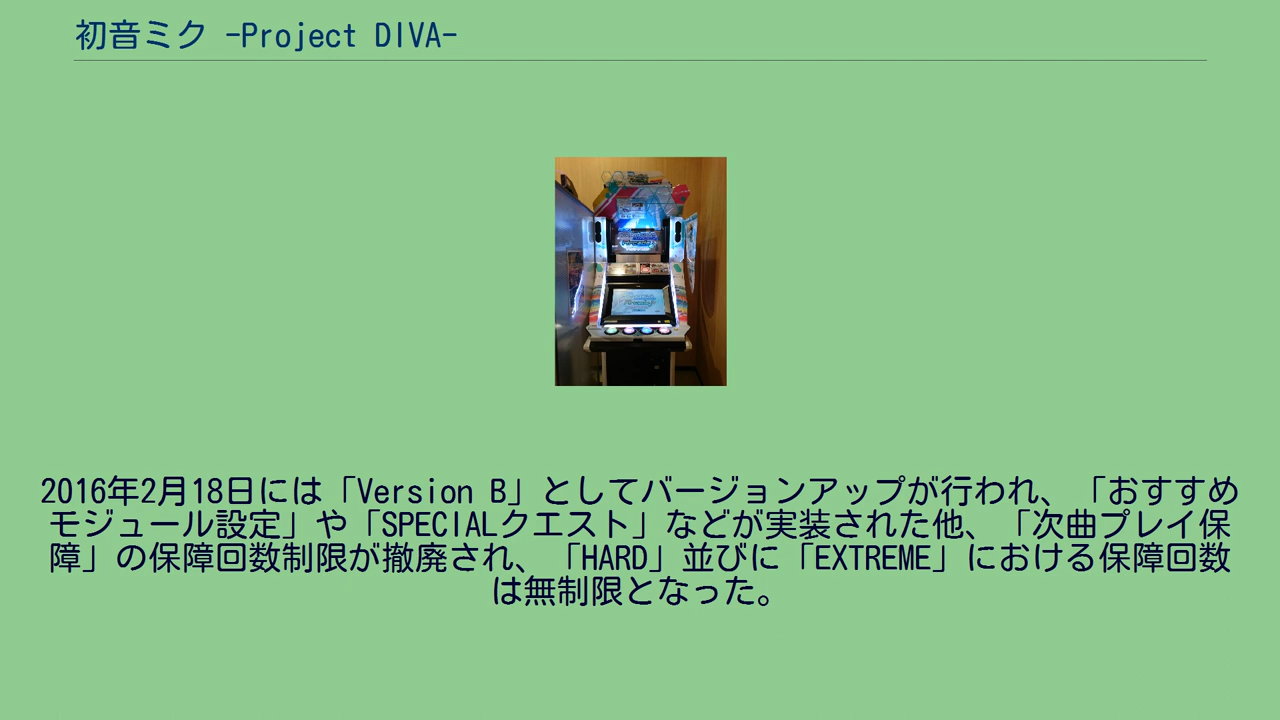 初音ミク -Project DIVA-
2016年2月18日には「Version B」としてバージョンアップが行われ、「おすすめ
モジュール設定」や「SPECIALクエスト」などが実装された他、「次曲プレイ保
障」の保障回数制限が撤廃され、「HARD」並びに「EXTREME」における保障回数
は無制限となった。